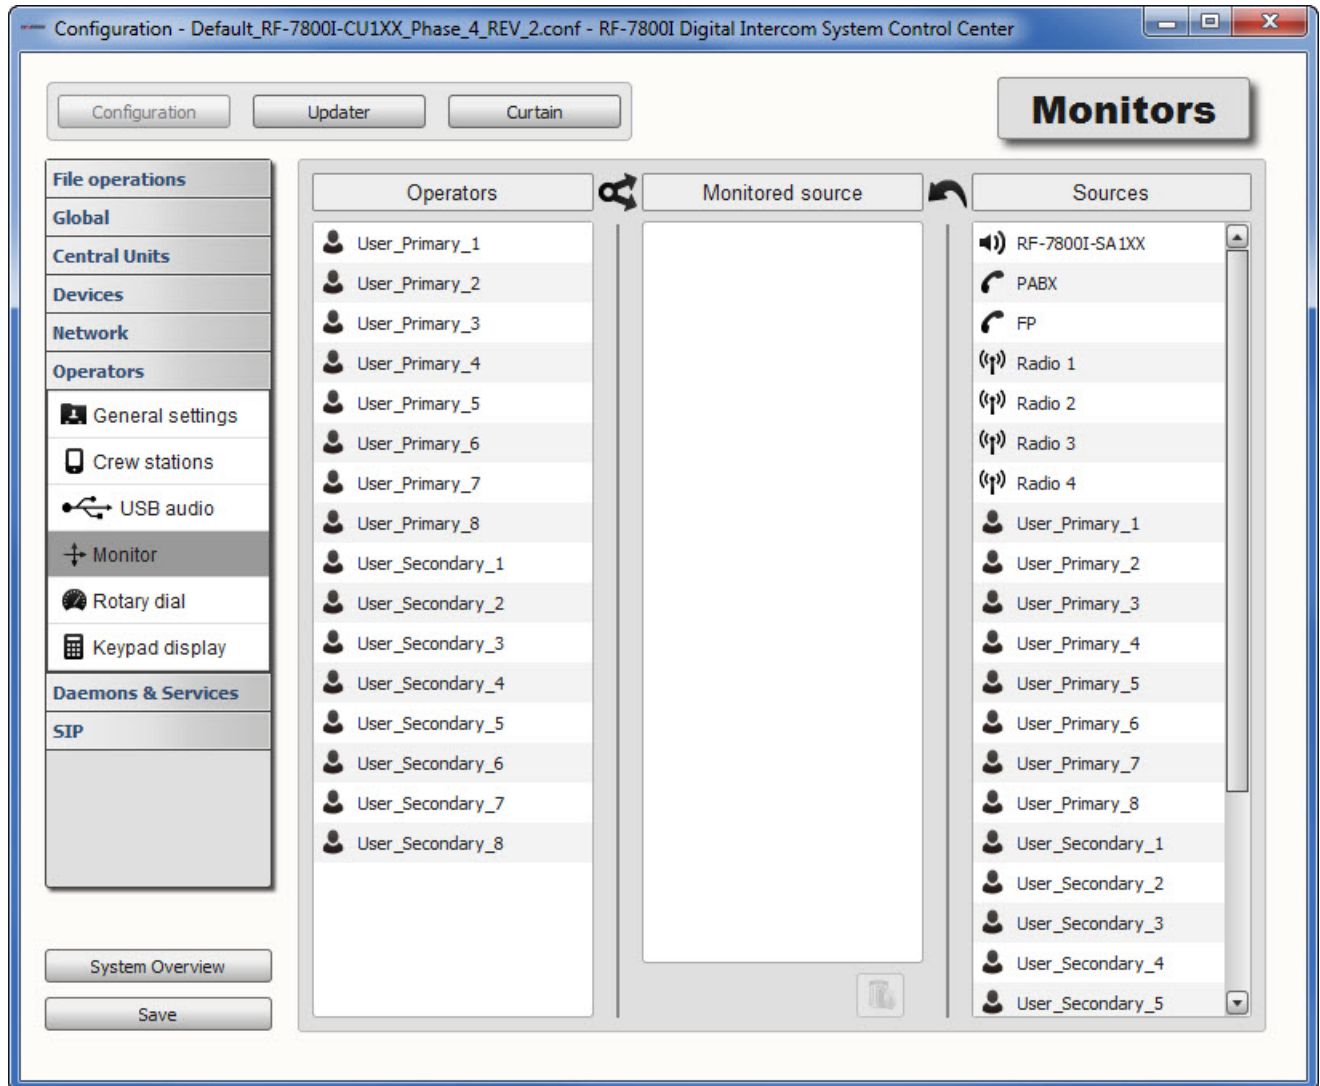 Configuration - Default_RF-7800I-CU1XX_Phase_4_REV_2.conf - RF-7800I Digital Intercom System Control Center
Configuration
Updater
Curtain
Monitors
File operations
Global
Central Units
Devices
Network
Operators
General settings
Crew stations
USB audio
Monitor
Rotary dial
Keypad display
Daemons & Services
SIP
System Overview
Save
Operators
User_Primary_1
User_Primary_2
User_Primary_3
User_Primary_4
User_Primary_5
User_Primary_6
User_Primary_7
User_Primary_8
User_Secondary_1
User_Secondary_2
User_Secondary_3
User_Secondary_4
User_Secondary_5
User_Secondary_6
User_Secondary_7
User_Secondary_8
Monitored source
Sources
RF-7800I-SA1XX
PABX
FP
Radio 1
Radio 2
Radio 3
Radio 4
User_Primary_1
User_Primary_2
User_Primary_3
User_Primary_4
User_Primary_5
User_Primary_6
User_Primary_7
User_Primary_8
User_Secondary_1
User_Secondary_2
User_Secondary_3
User_Secondary_4
User_Secondary_5